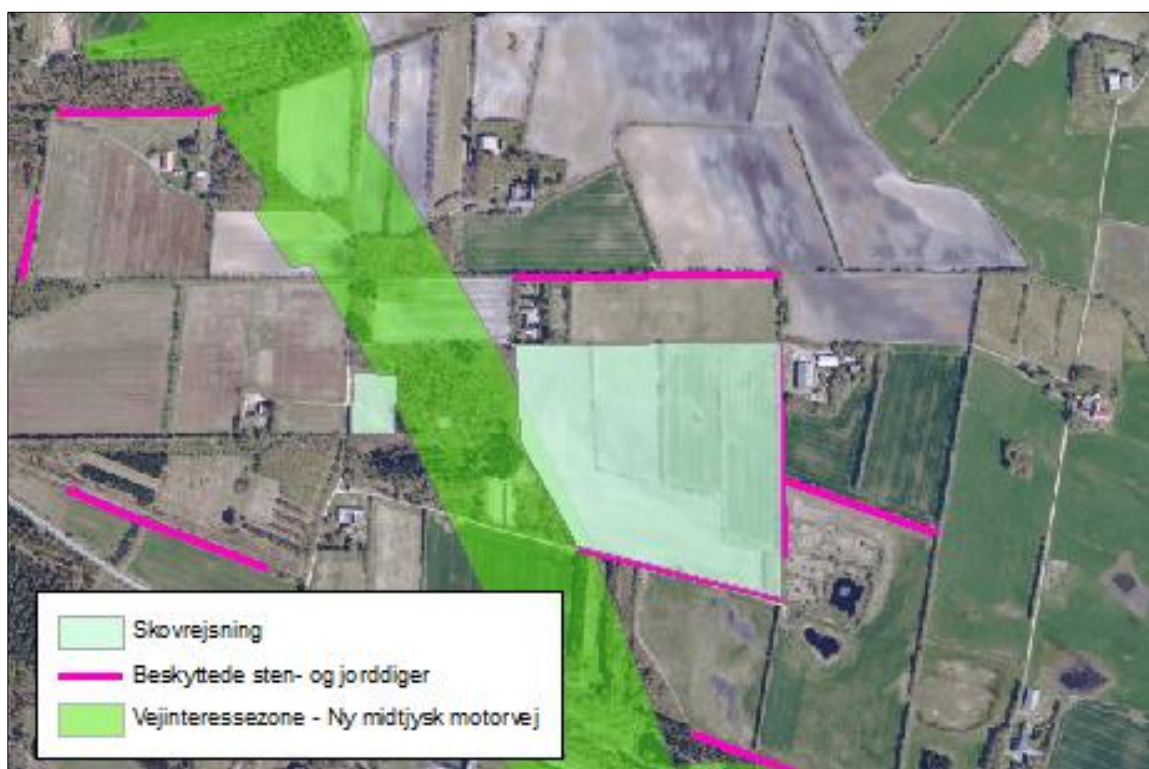 Skovrejsning
Beskyttede sten- og jorddiger
Vejinteressezone - Ny midtjysk motorvej